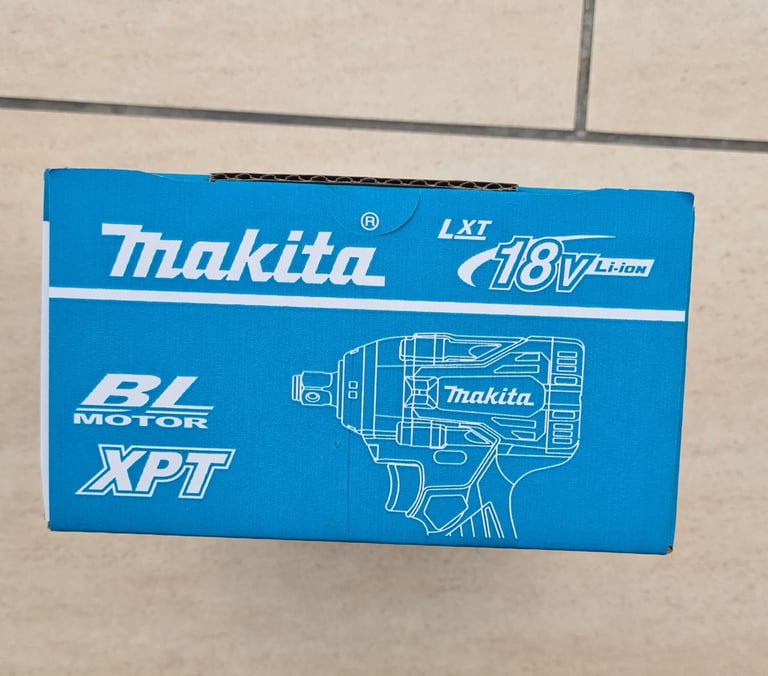 makita®
LXT
18V Li-ion
BL
MOTOR
XPT
makita